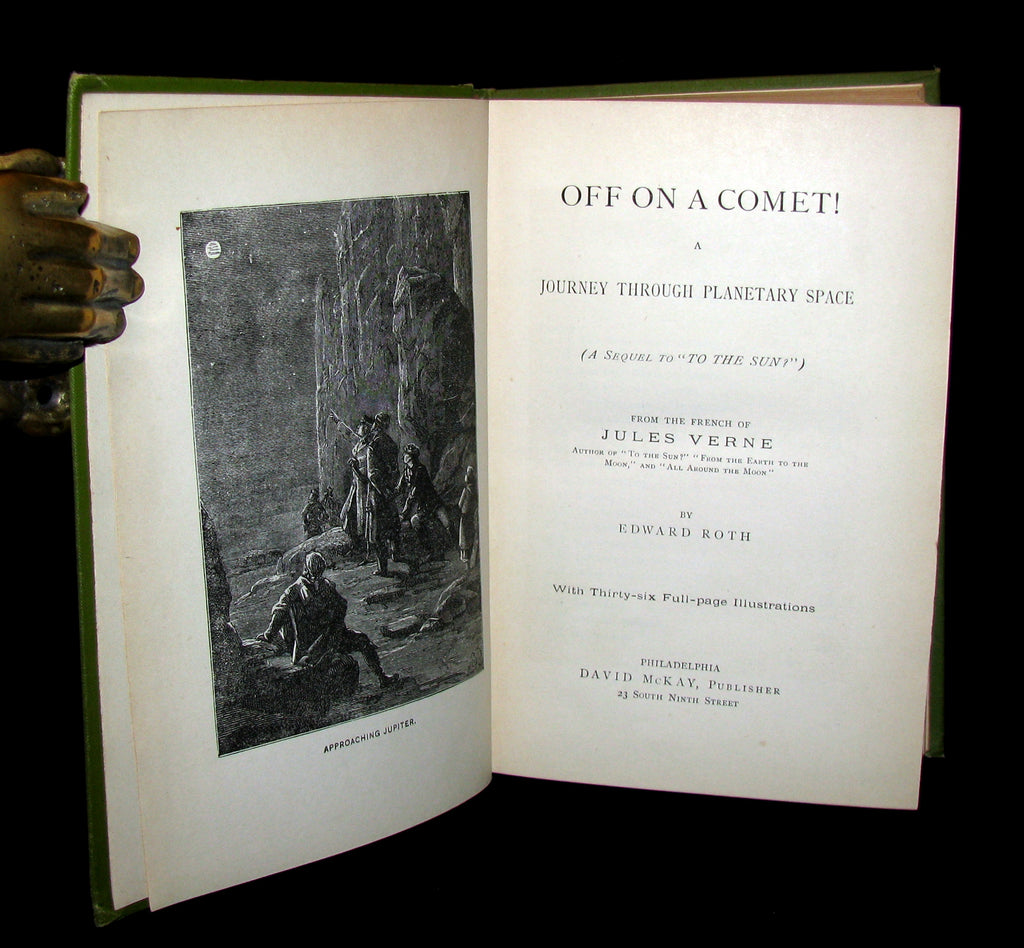 APPROACHING JUPITER.
OFF ON A COMET!
A
JOURNEY THROUGH PLANETARY SPACE
(A SEQUEL TO "TO THE SUN?")
FROM THE FRENCH OF
JULES VERNE
AUTHOR OF "TO THE SUN?" "FROM THE EARTH TO THE
MOON," AND "ALL AROUND THE MOON"
BY
EDWARD ROTH
With Thirty-six Full-page Illustrations
PHILADELPHIA
DAVID McKAY, PUBLISHER
23 SOUTH NINTH STREET